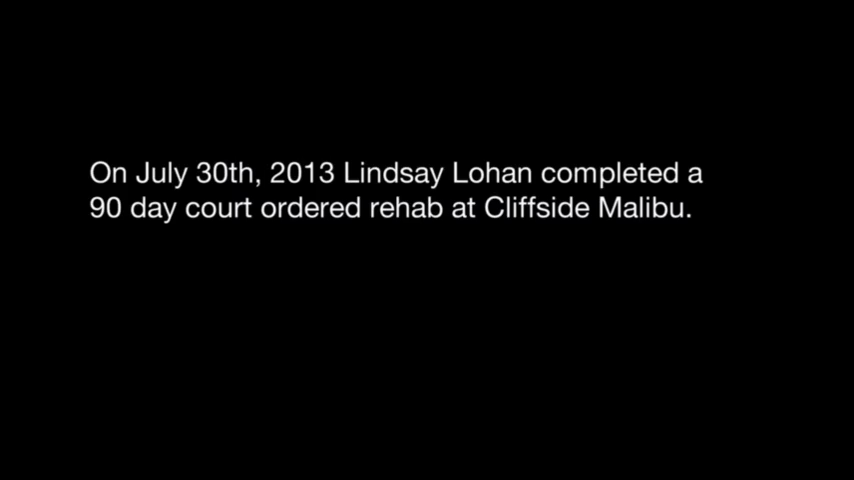 On July 30th, 2013 Lindsay Lohan completed a
90 day court ordered rehab at Cliffside Malibu.